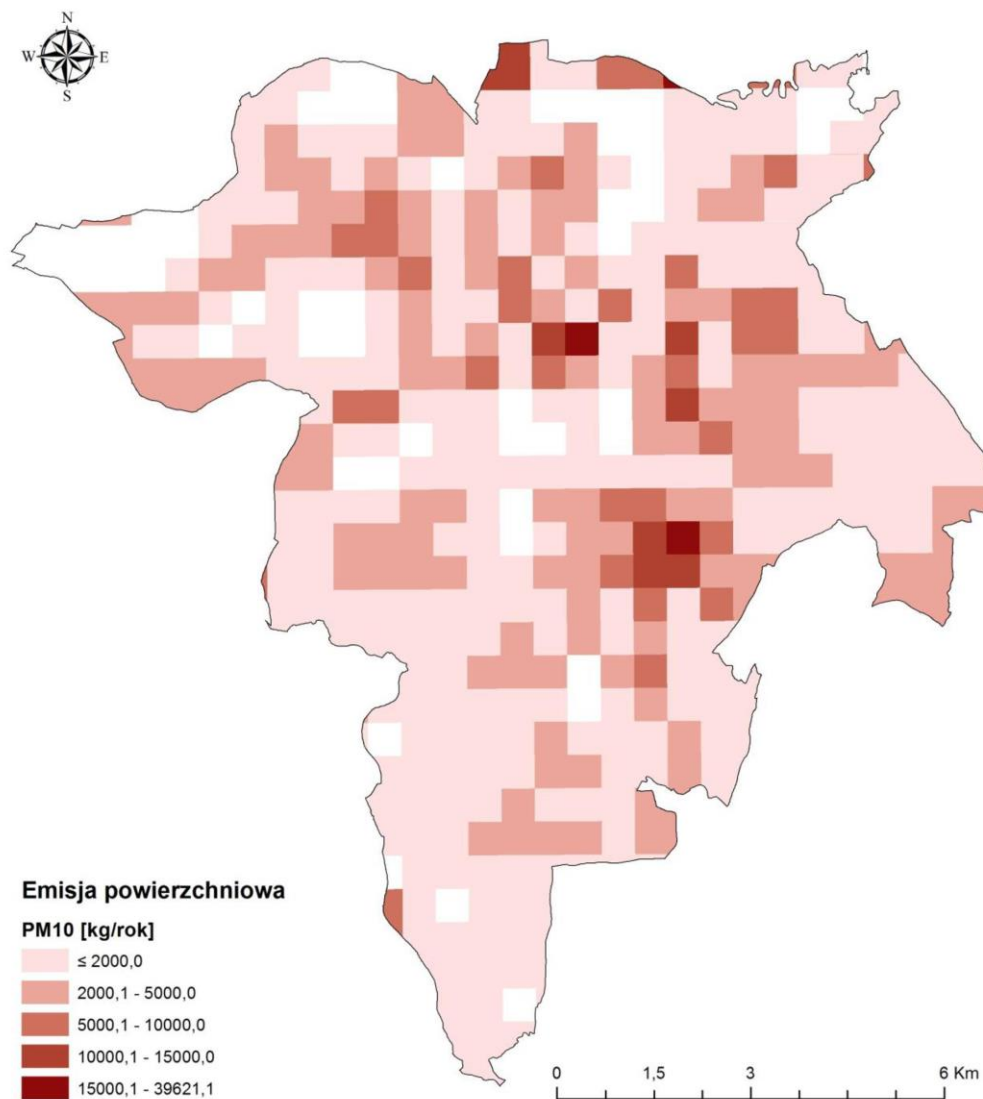 N
W E
S
Emisja powierzchniowa
PM10 [kg/rok]
≤ 2000,0
2000,1 - 5000,0
5000,1 - 10000,0
10000,1 - 15000,0
15000,1 - 39621,1
0 1,5 3 6 Km